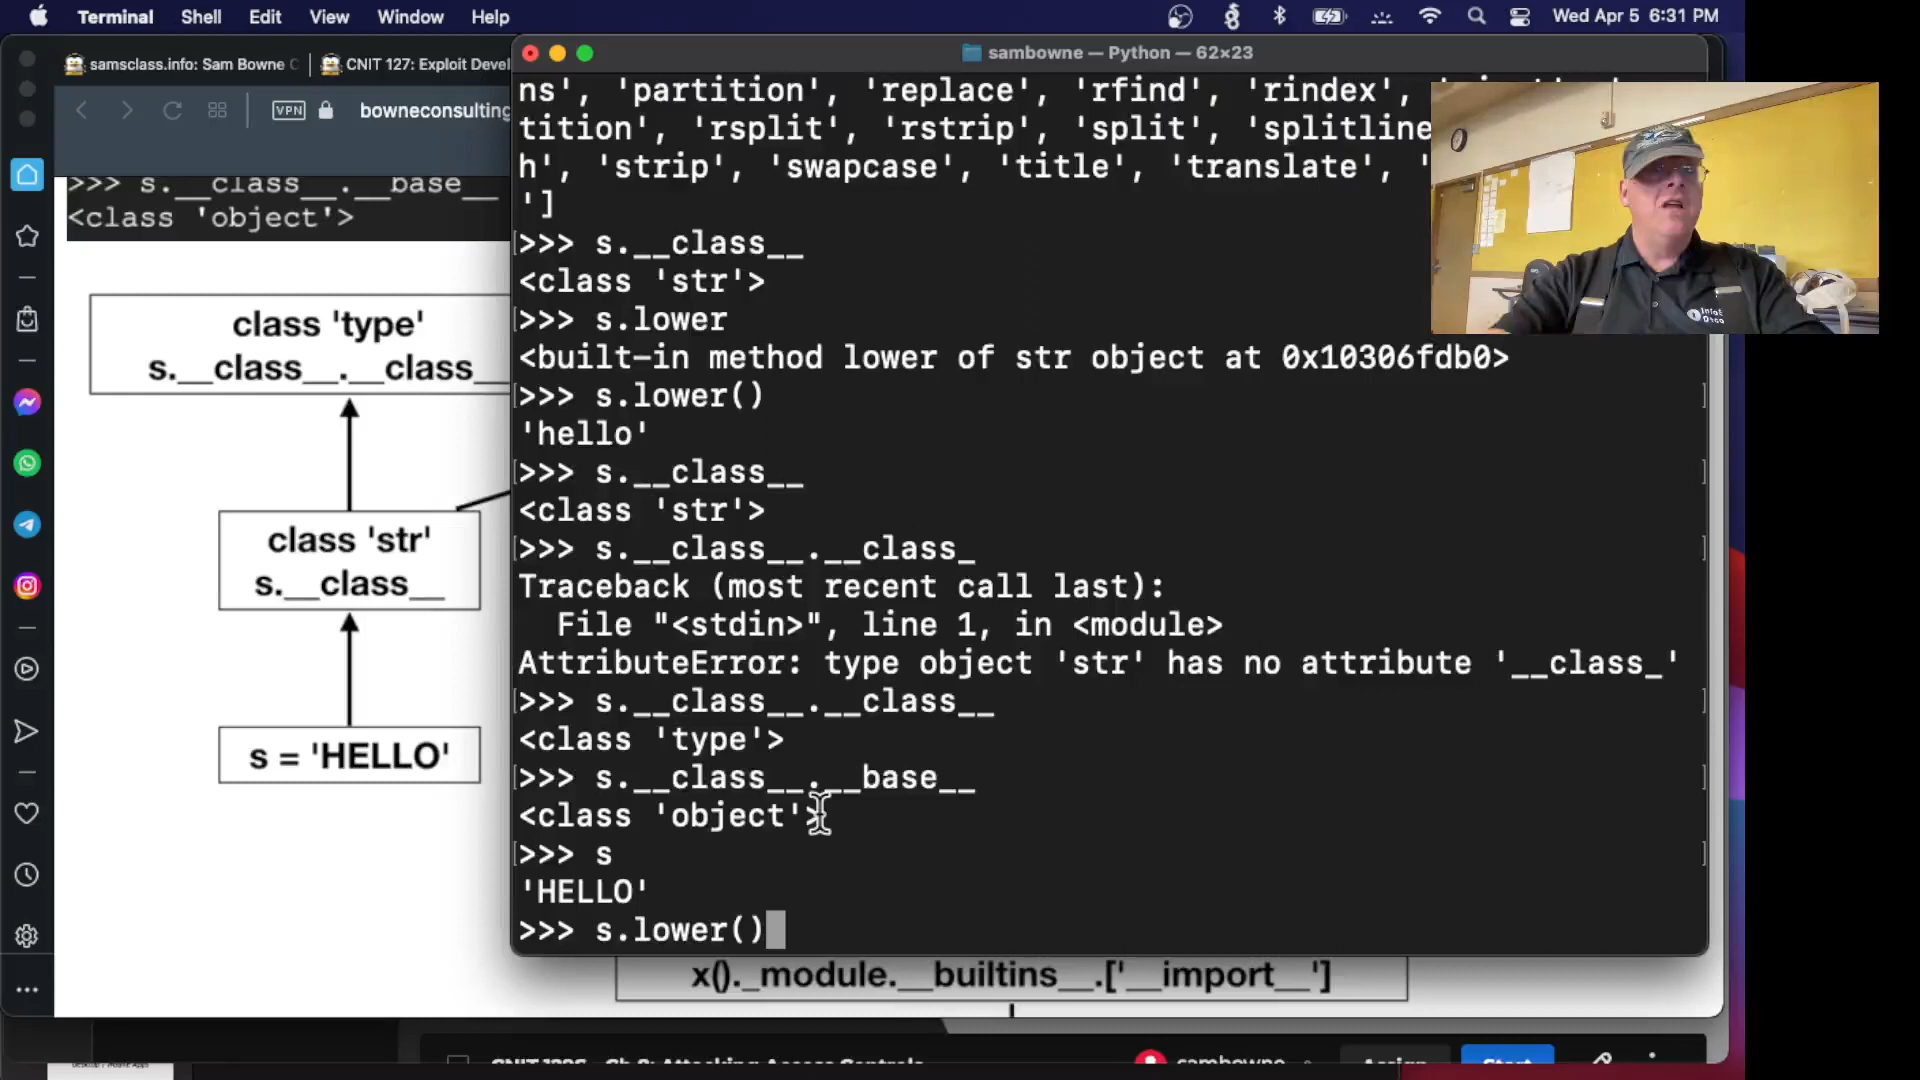 Terminal Shell Edit View Window Help
Wed Apr 5 6:31 PM
samsclass.info: Sam Bowne C
CNIT 127: Exploit Devel
sambowne — Python — 62×23
VPN
bowneconsulting
>>> s.__class__.__base__
<class 'object'>
class 'type'
s.__class__.__class__
class 'str'
s.__class__
s = 'HELLO'
ns', 'partition', 'replace', 'rfind', 'rindex',
tition', 'rsplit', 'rstrip', 'split', 'splitline
h', 'strip', 'swapcase', 'title', 'translate', '
']
>>> s.__class__
<class 'str'>
>>> s.lower
<built-in method lower of str object at 0x10306fdb0>
>>> s.lower()
'hello'
>>> s.__class__
<class 'str'>
>>> s.__class__.__class_
Traceback (most recent call last):
File "<stdin>", line 1, in <module>
AttributeError: type object 'str' has no attribute '__class_'
>>> s.__class__.__class__
<class 'type'>
>>> s.__class__.__base__
<class 'object'>
>>> s
'HELLO'
>>> s.lower()
x()._module.__builtins__.['__import__']